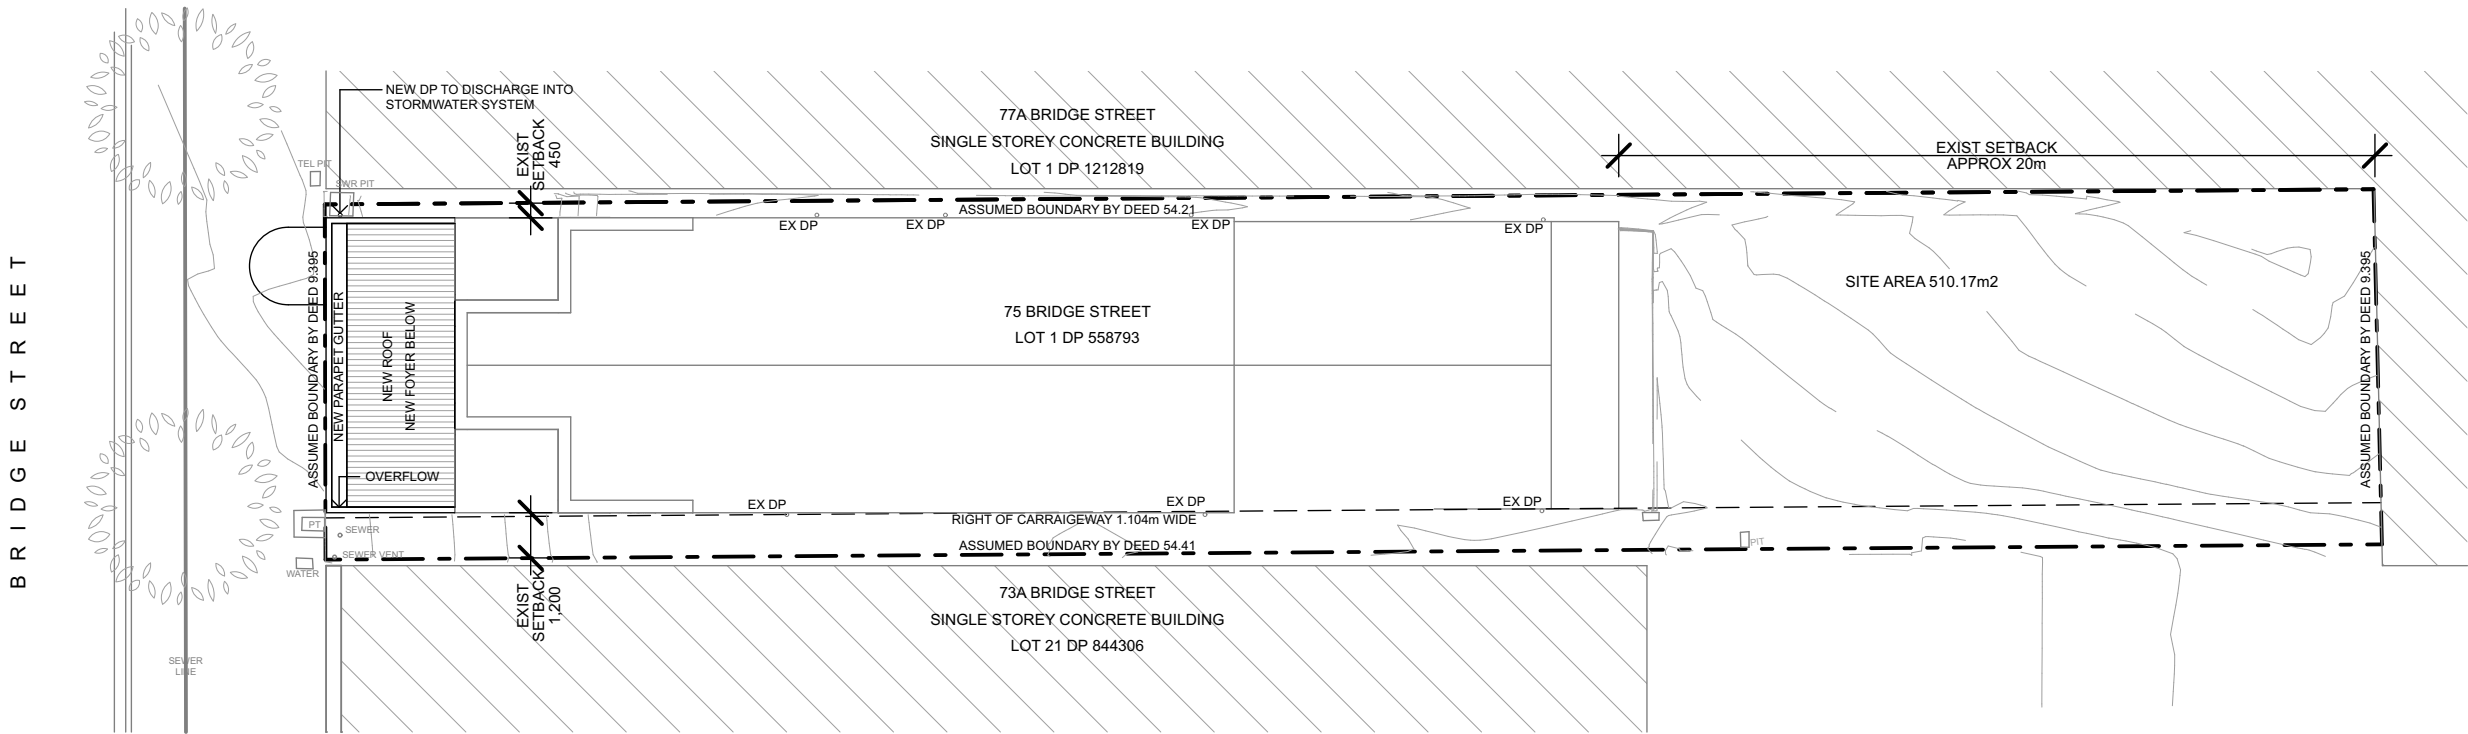 BRIDGE STREET
NEW DP TO DISCHARGE INTO
STORMWATER SYSTEM
TEL PIT
SWR PIT
EXIST
SETBACK
450
77A BRIDGE STREET
SINGLE STOREY CONCRETE BUILDING
LOT 1 DP 1212819
EXIST SETBACK
APPROX 20m
ASSUMED BOUNDARY BY DEED 54.21
EX DP
EX DP
EX DP
EX DP
ASSUMED BOUNDARY BY DEED 9.395
NEW PARAPET GUTTER
NEW ROOF
NEW FOYER BELOW
75 BRIDGE STREET
LOT 1 DP 558793
SITE AREA 510.17m2
ASSUMED BOUNDARY BY DEED 9.395
OVERFLOW
EX DP
EX DP
EX DP
RIGHT OF CARRAIGEWAY 1.104m WIDE
ASSUMED BOUNDARY BY DEED 54.41
PT
SEWER
SEWER VENT
WATER
PIT
EXIST
SETBACK
1,200
73A BRIDGE STREET
SINGLE STOREY CONCRETE BUILDING
LOT 21 DP 844306
SEWER
LINE